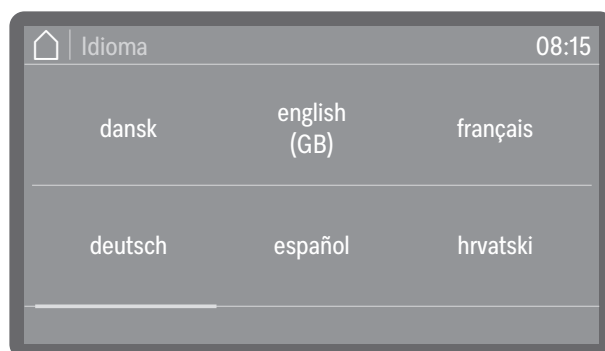 Idioma 08:15
dansk english (GB) français
deutsch español hrvatski